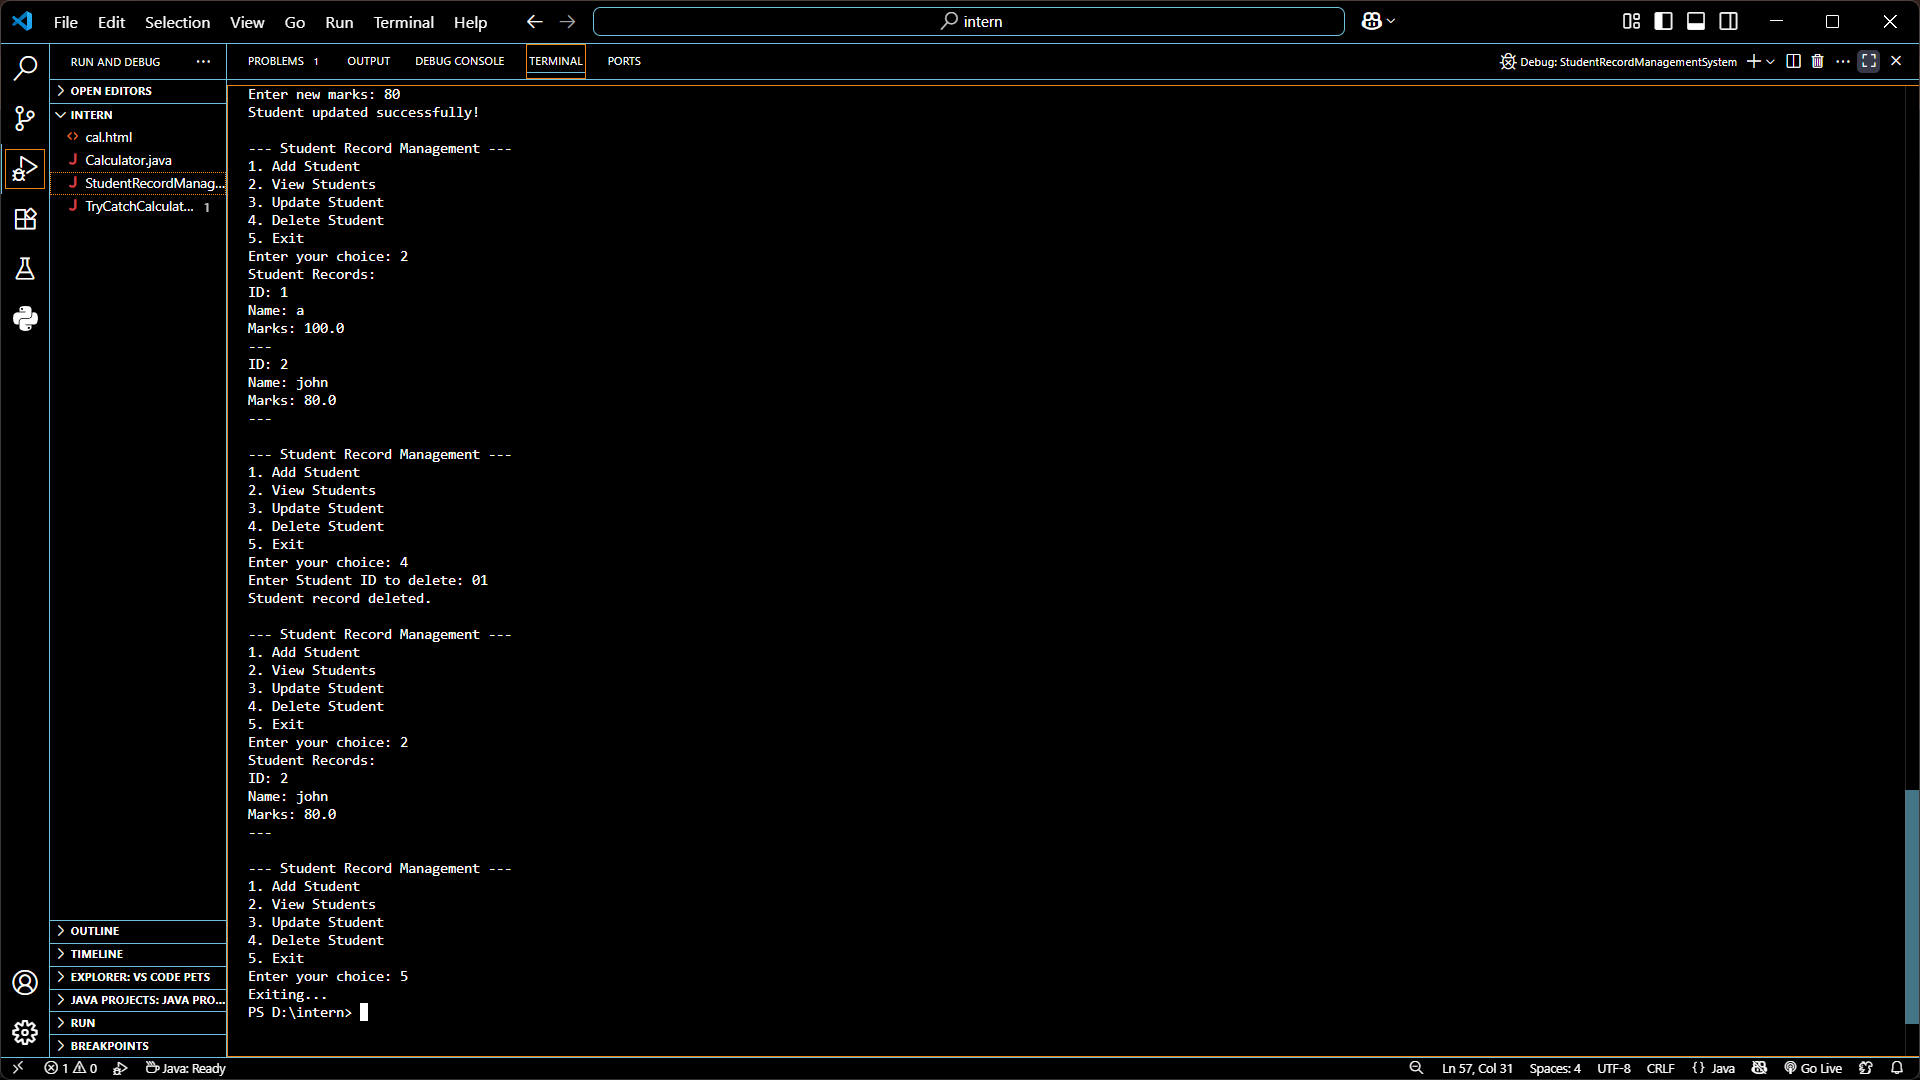 File Edit Selection View Go Run Terminal Help
intern
RUN AND DEBUG
PROBLEMS 1 OUTPUT DEBUG CONSOLE TERMINAL PORTS
Debug: StudentRecordManagementSystem
OPEN EDITORS
INTERN
cal.html
Calculator.java
StudentRecordManag...
TryCatchCalculat... 1
OUTLINE
TIMELINE
EXPLORER: VS CODE PETS
JAVA PROJECTS: JAVA PRO...
RUN
BREAKPOINTS
Enter new marks: 80
Student updated successfully!
--- Student Record Management ---
1. Add Student
2. View Students
3. Update Student
4. Delete Student
5. Exit
Enter your choice: 2
Student Records:
ID: 1
Name: a
Marks: 100.0
---
ID: 2
Name: john
Marks: 80.0
---
--- Student Record Management ---
1. Add Student
2. View Students
3. Update Student
4. Delete Student
5. Exit
Enter your choice: 4
Enter Student ID to delete: 01
Student record deleted.
--- Student Record Management ---
1. Add Student
2. View Students
3. Update Student
4. Delete Student
5. Exit
Enter your choice: 2
Student Records:
ID: 2
Name: john
Marks: 80.0
---
--- Student Record Management ---
1. Add Student
2. View Students
3. Update Student
4. Delete Student
5. Exit
Enter your choice: 5
Exiting...
PS D:\intern>
1 0 Java: Ready
Ln 57, Col 31 Spaces: 4 UTF-8 CRLF {} Java Go Live